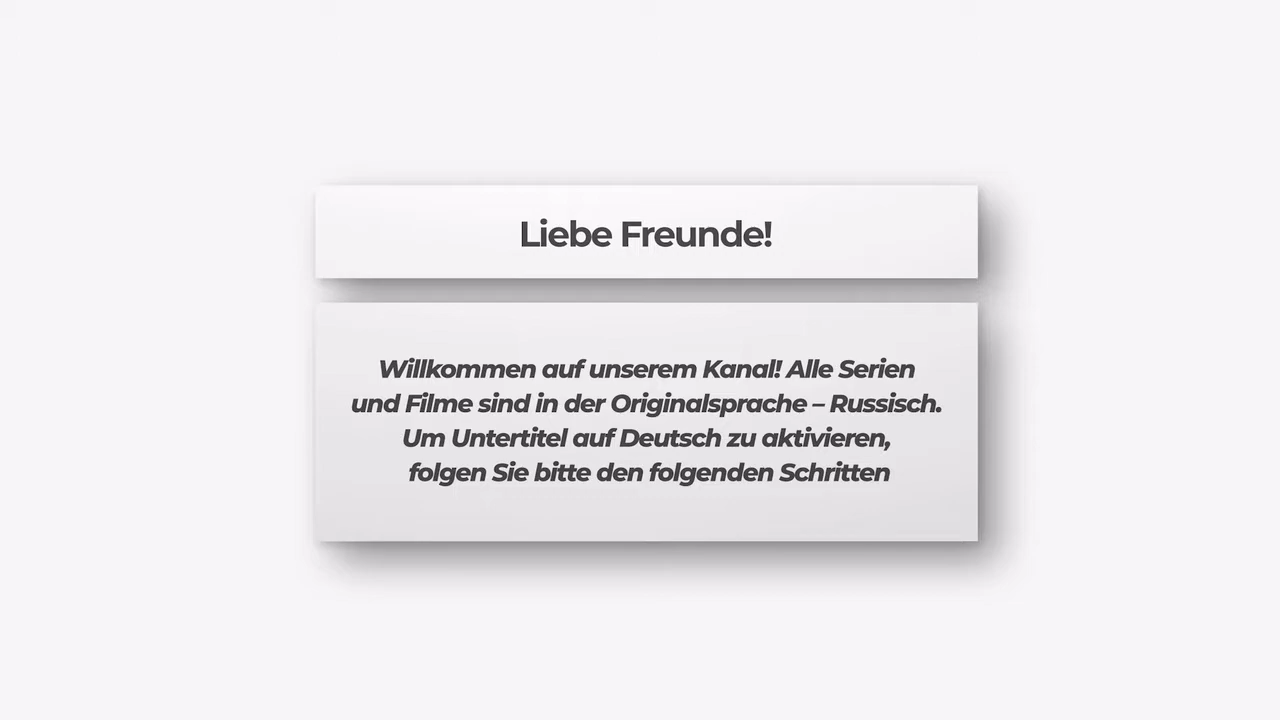 Liebe Freunde!
Willkommen auf unserem Kanal! Alle Serien
und Filme sind in der Originalsprache – Russisch.
Um Untertitel auf Deutsch zu aktivieren,
folgen Sie bitte den folgenden Schritten